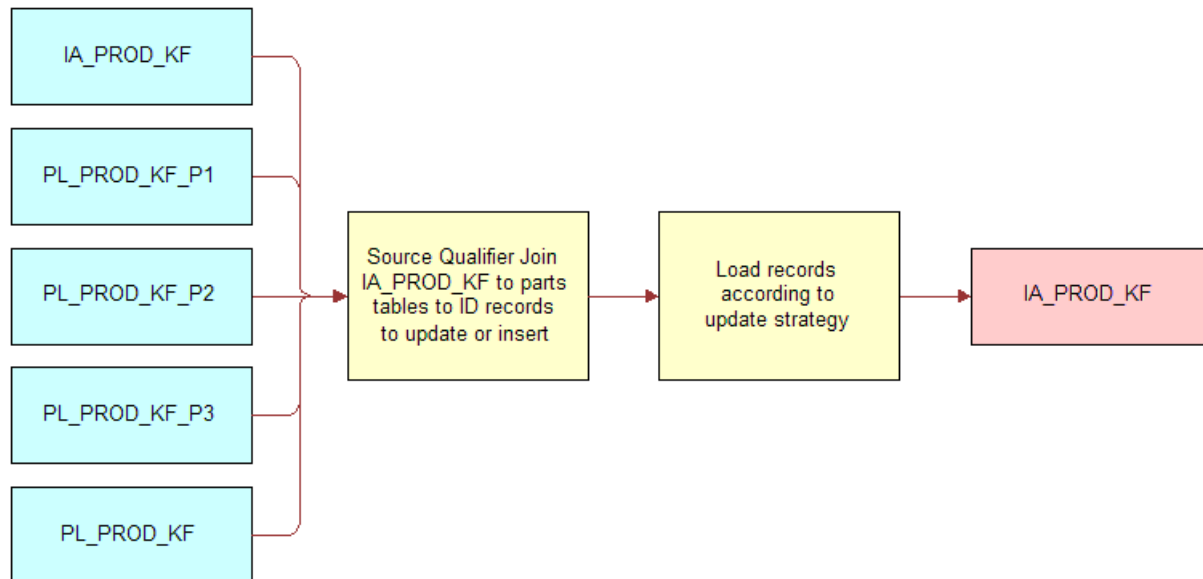 IA_PROD_KF
PL_PROD_KF_P1
PL_PROD_KF_P2
PL_PROD_KF_P3
PL_PROD_KF
Source Qualifier Join
IA_PROD_KF to parts
tables to ID records
to update or insert
Load records
according to
update strategy
IA_PROD_KF